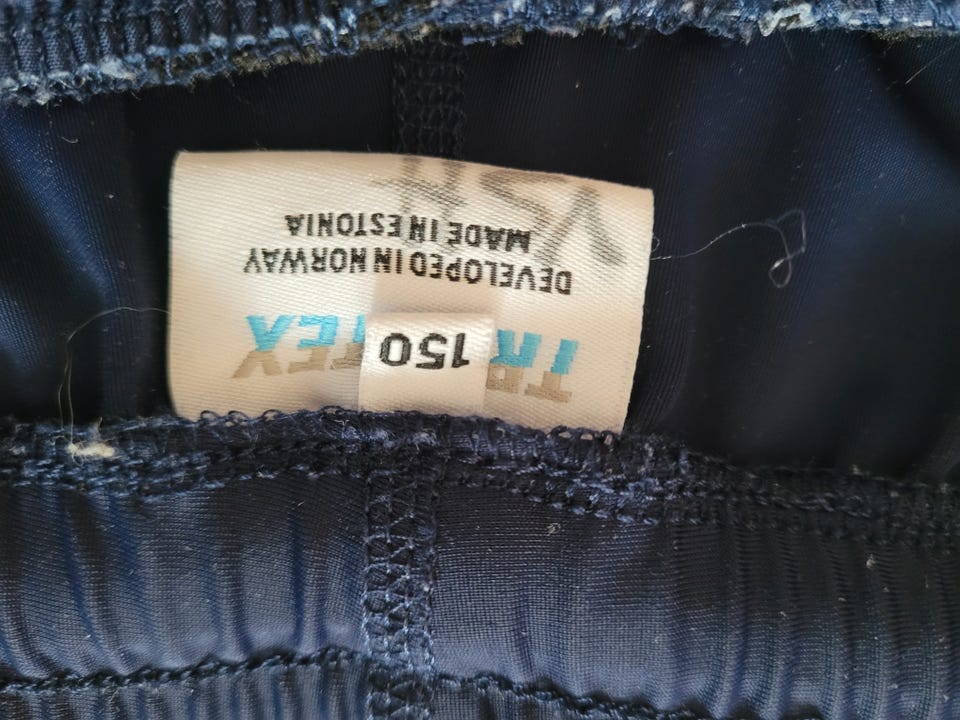 TR TEX
150
DEVELOPED IN NORWAY
MADE IN ESTONIA